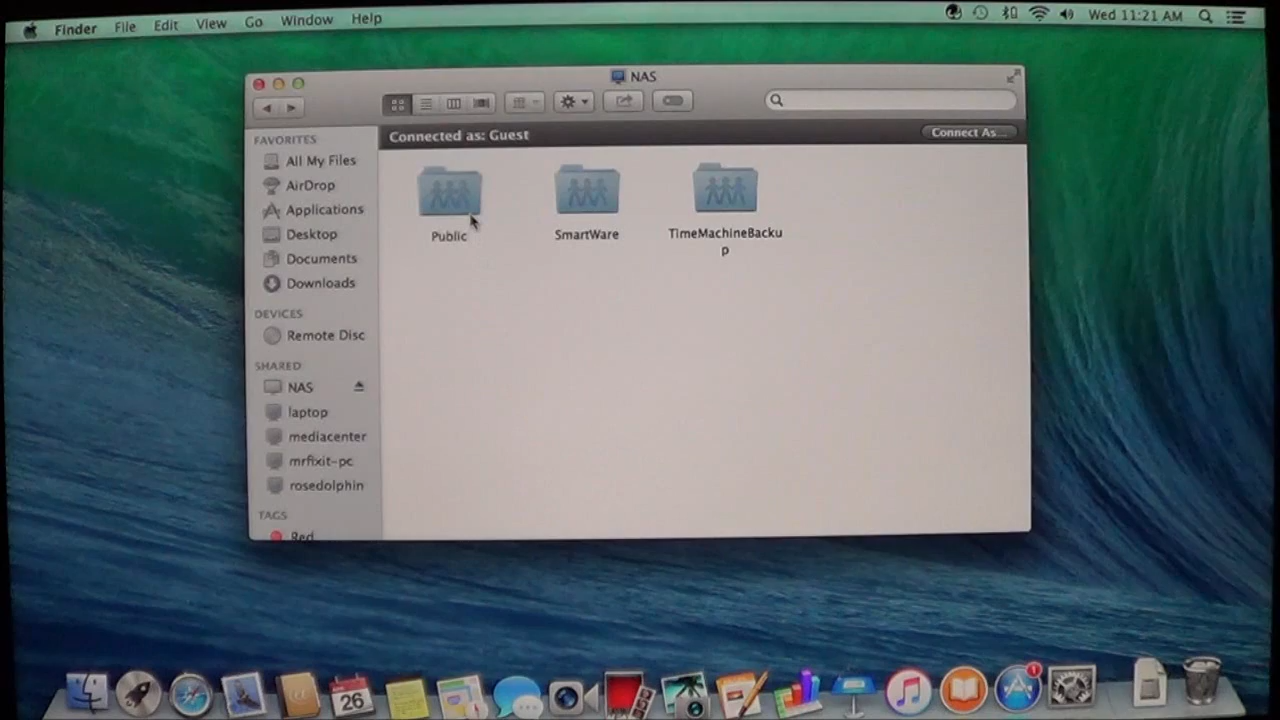 Finder File Edit View Go Window Help
Wed 11:21 AM
NAS
FAVORITES
All My Files
AirDrop
Applications
Desktop
Documents
Downloads
DEVICES
Remote Disc
SHARED
NAS
laptop
mediacenter
mrfixit-pc
rosedolphin
TAGS
Red
Connected as: Guest
Connect As...
Public
SmartWare
TimeMachineBacku
p
26
1